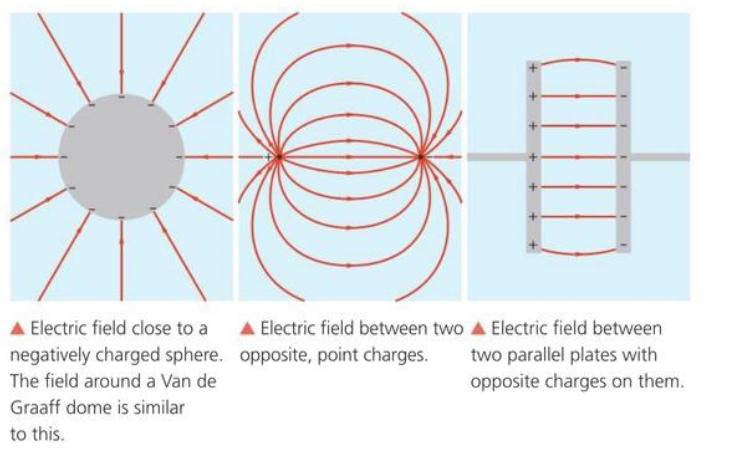 ▲ Electric field close to a
negatively charged sphere.
The field around a Van de
Graaff dome is similar
to this.
▲ Electric field between two
opposite, point charges.
▲ Electric field between
two parallel plates with
opposite charges on them.